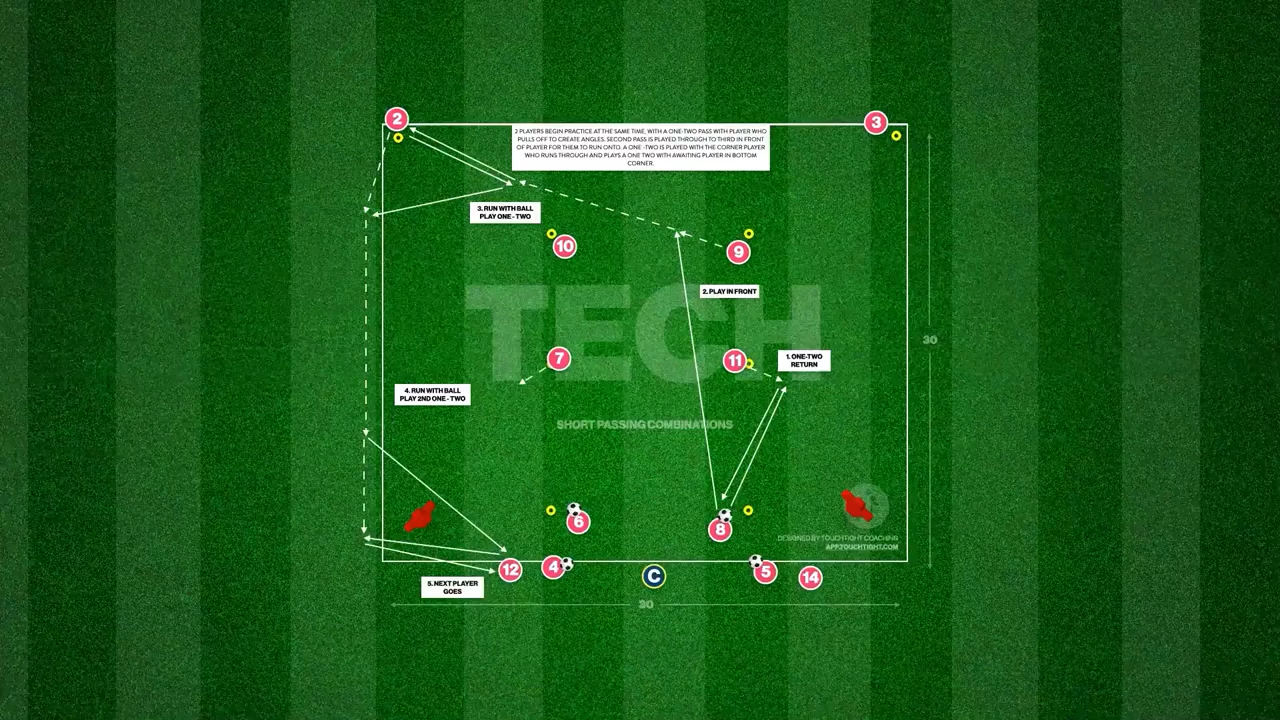 2
3
2 PLAYERS BEGIN PRACTICE AT THE SAME TIME, WITH A ONE-TWO PASS WITH PLAYER WHO
PULLS OFF TO CREATE ANGLES. SECOND PASS IS PLAYED THROUGH TO THIRD IN FRONT
OF PLAYER FOR THEM TO RUN ONTO. A ONE -TWO IS PLAYED WITH THE CORNER PLAYER
WHO RUNS THROUGH AND PLAYS A ONE TWO WITH AWAITING PLAYER IN BOTTOM
CORNER.
3. RUN WITH BALL
PLAY ONE - TWO
10
9
2. PLAY IN FRONT
TECH
30
7
11
1. ONE-TWO
RETURN
4. RUN WITH BALL
PLAY 2ND ONE - TWO
SHORT PASSING COMBINATIONS
6
8
DESIGNED BY TOUCHTIGHT COACHING
APP.TOUCHTIGHT.COM
12
4
C
5
14
5. NEXT PLAYER
GOES
30